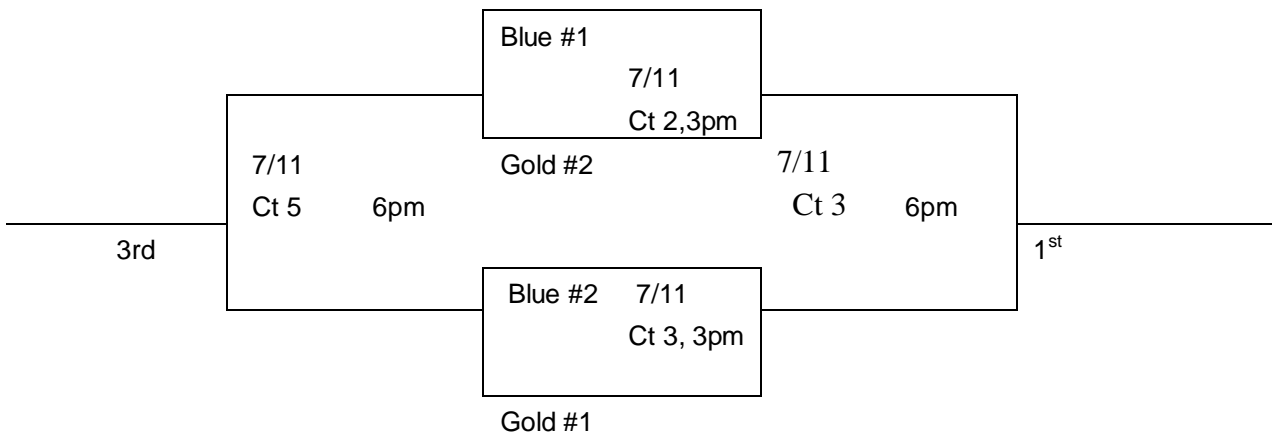 Blue #1
7/11
Ct 2,3pm
Gold #2
7/11
Ct 5 6pm
7/11
Ct 3 6pm
3rd
1st
Blue #2 7/11
Ct 3, 3pm
Gold #1